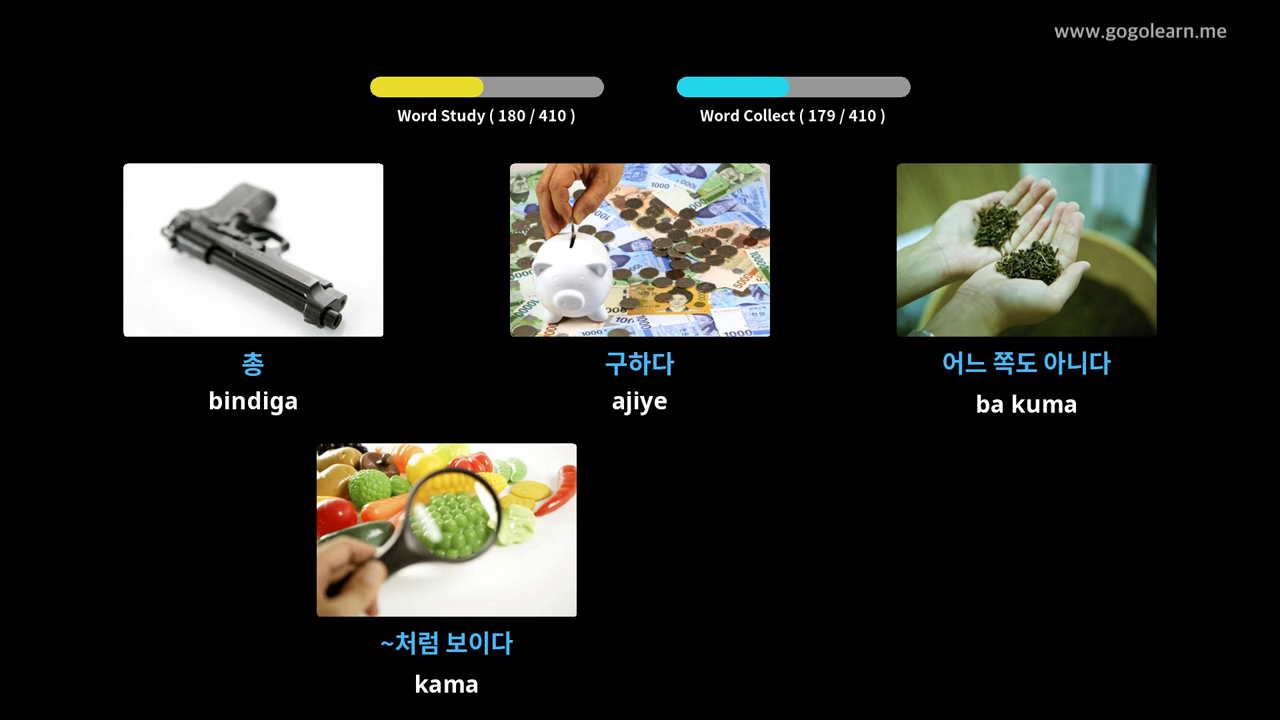 www.gogolearn.me
Word Study ( 180 / 410 )
Word Collect ( 179 / 410 )
총
bindiga
구하다
ajiye
어느 쪽도 아니다
ba kuma
~처럼 보이다
kama